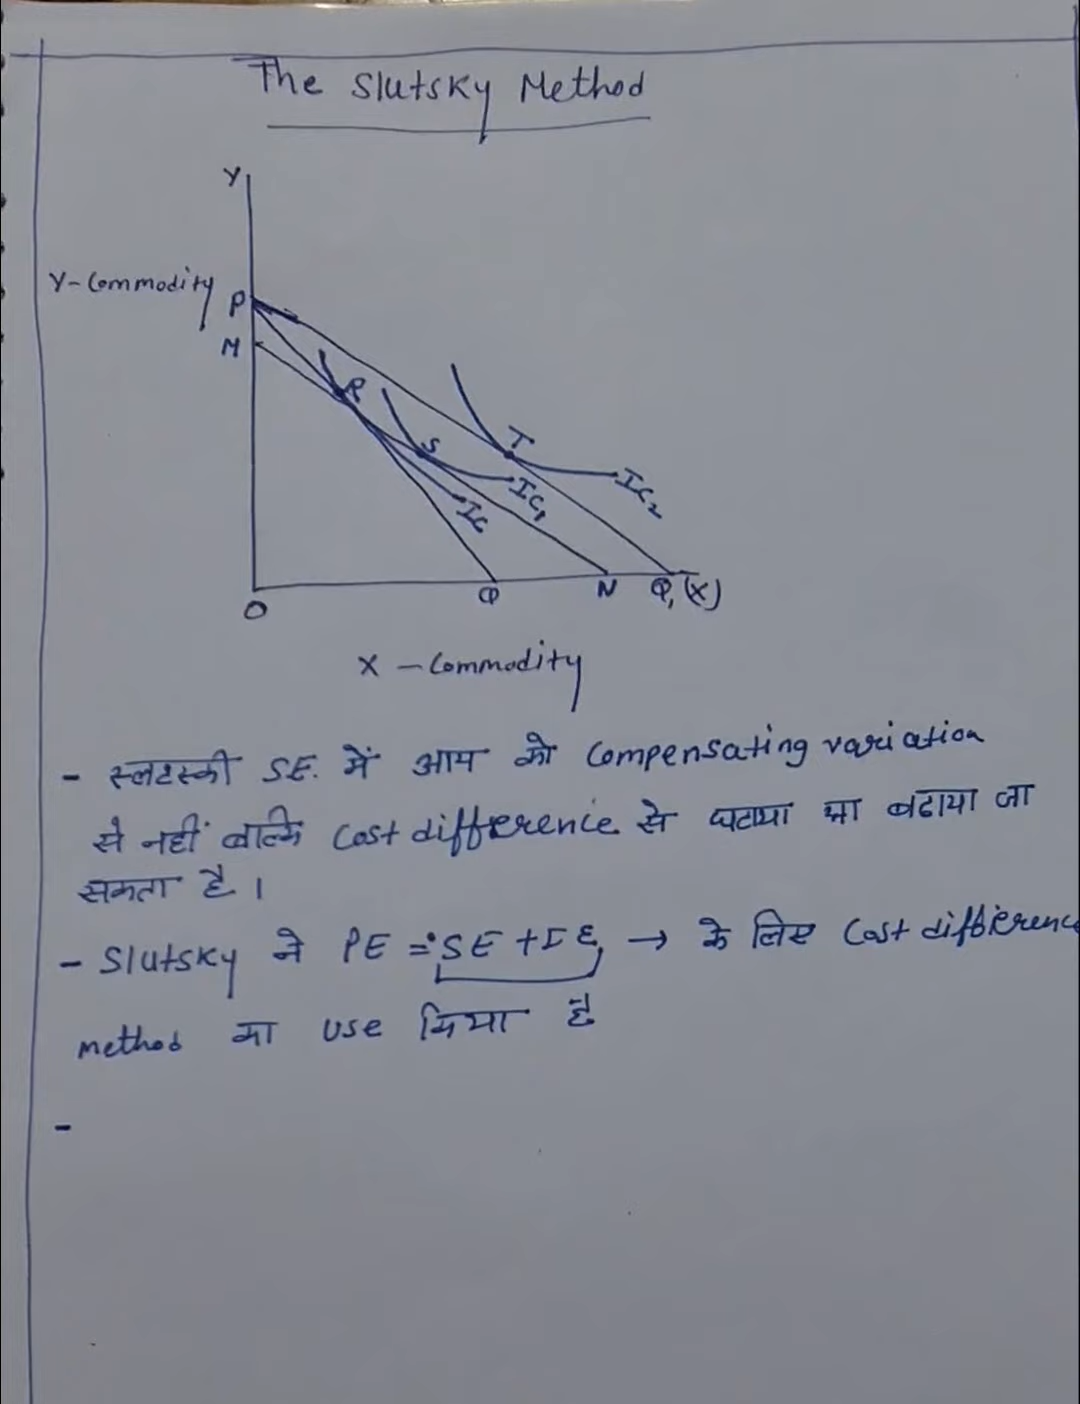 The Slutsky Method
Y
Y-Commodity
P
M
R
S
T
IC
IC1
IC2
O
Q
N
Q1 (X)
X - Commodity
- स्लटस्की S.E. में आय को Compensating variation
से नहीं बल्कि Cost difference से घटाया या बढाया जा
सकता है।
- Slutsky ने PE = SE + IE → के लिए Cost difference
method का use किया है
-